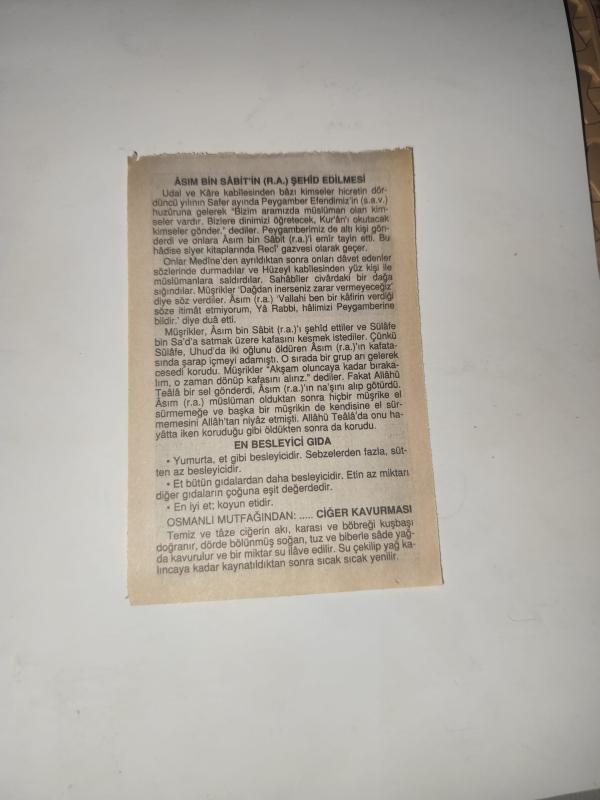 ÂSIM BİN SÂBİT'İN (R.A.) ŞEHÎD EDİLMESİ
Udal ve Kâre kabîlesinden bâzı kimseler hicretin dör-
düncü yılının Safer ayında Peygamber Efendimiz'in (s.a.v.)
huzûruna gelerek "Bizim aramızda müslüman olan kim-
seler vardır. Bizlere dinimizi öğretecek, Kur'ân'ı okutacak
kimseler gönder." dediler. Peygamberimiz de altı kişi gön-
derdi ve onlara Âsım bin Sâbit (r.a.)'i emir tayin etti. Bu
hâdise siyer kitaplarında Recî' gazvesi olarak geçer.
Onlar Medîne'den ayrıldıktan sonra onları dâvet edenler
sözlerinde durmadılar ve Hüzeyl kabîlesinden yüz kişi ile
müslümanlara saldırdılar. Sahâbîler civârdaki bir dağa
sığındılar. Müşrikler 'Dağdan inerseniz zarar vermeyeceğiz'
diye söz verdiler. Âsım (r.a.) 'Vallahi ben bir kâfirin verdiği
söze itimât etmiyorum, Yâ Rabbi, hâlimizi Peygamberine
bildir.' diye duâ etti.
Müşrikler, Âsım bin Sâbit (r.a.)'ı şehîd ettiler ve Sülâfe
bin Sa'd'a satmak üzere kafasını kesmek istediler. Çünkü
Sülâfe, Uhud'da iki oğlunu öldüren Âsım (r.a.)'ın kafata-
sında şarap içmeyi adamıştı. O sırada bir grup arı gelerek
cesedi korudu. Müşrikler "Akşam oluncaya kadar bıraka-
lım, o zaman dönüp kafasını alırız." dediler. Fakat Allâhü
Teâlâ bir sel gönderdi, Âsım (r.a.)'ın na'şını alıp götürdü.
Âsım (r.a.) müslüman olduktan sonra hiçbir müşrike el
sürmemeğe ve başka bir müşrikin de kendisine el sür-
memesini Allâh'tan niyâz etmişti. Allâhü Teâlâ'da onu ha-
yâtta iken koruduğu gibi öldükten sonra da korudu.
EN BESLEYİCİ GIDA
• Yumurta, et gibi besleyicidir. Sebzelerden fazla, süt-
ten az besleyicidir.
• Et bütün gıdalardan daha besleyicidir. Etin az miktarı
diğer gıdaların çoğuna eşit değerdedir.
• En iyi et; koyun etidir.
OSMANLI MUTFAĞINDAN: ..... CİĞER KAVURMASI
Temiz ve tâze ciğerin akı, karası ve böbreği kuşbaşı
doğranır, dörde bölünmüş soğan, tuz ve biberle sâde yağ-
da kavurulur ve bir miktar su ilâve edilir. Su çekilip yağ ka-
lıncaya kadar kaynatıldıktan sonra sıcak sıcak yenilir.